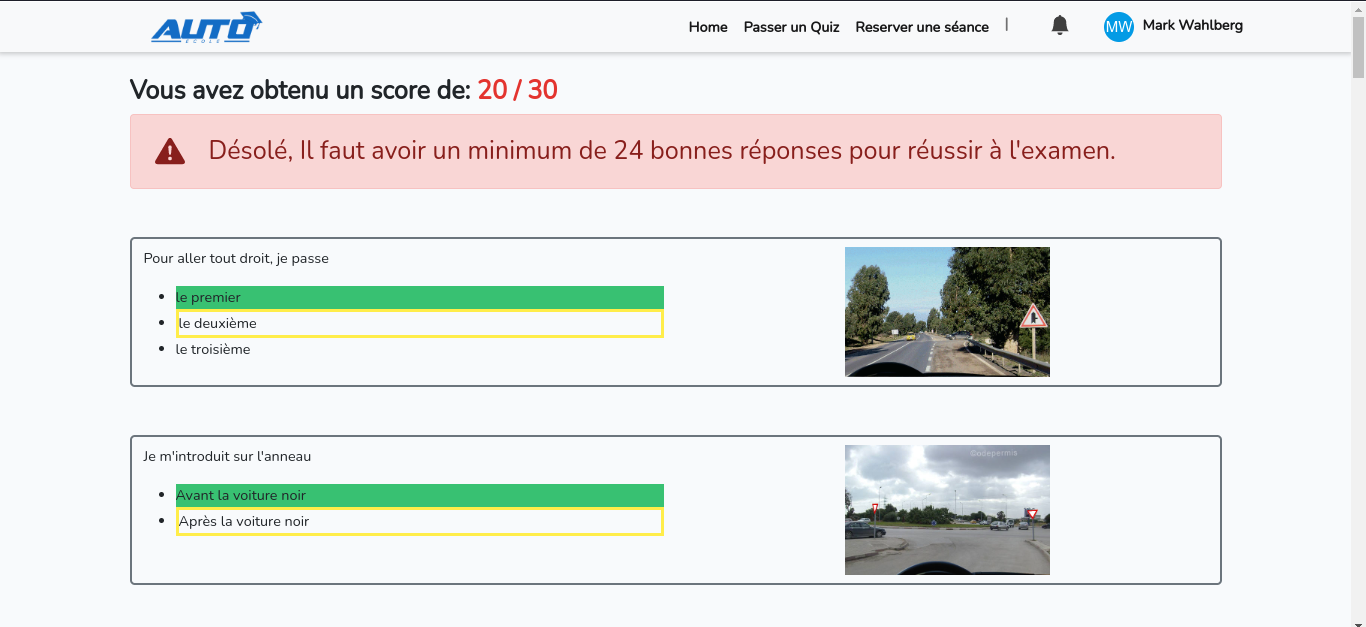 AUTO
ECOLE
Home
Passer un Quiz
Reserver une séance
|
MW
Mark Wahlberg
Vous avez obtenu un score de: 20 / 30
Désolé, Il faut avoir un minimum de 24 bonnes réponses pour réussir à l'examen.
Pour aller tout droit, je passe
le premier
le deuxième
le troisième
Je m'introduit sur l'anneau
Avant la voiture noir
Après la voiture noir
Codepermis